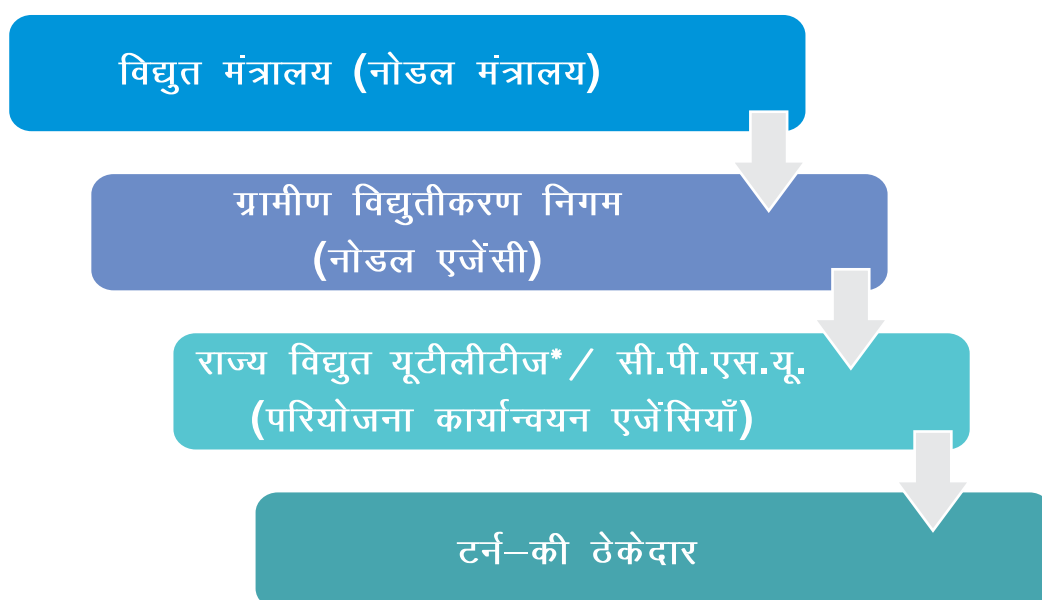 विद्युत मंत्रालय (नोडल मंत्रालय)
ग्रामीण विद्युतीकरण निगम
(नोडल एजेंसी)
राज्य विद्युत यूटीलीटीज* / सी.पी.एस.यू.
(परियोजना कार्यान्वयन एजेंसियाँ)
टर्न–की ठेकेदार